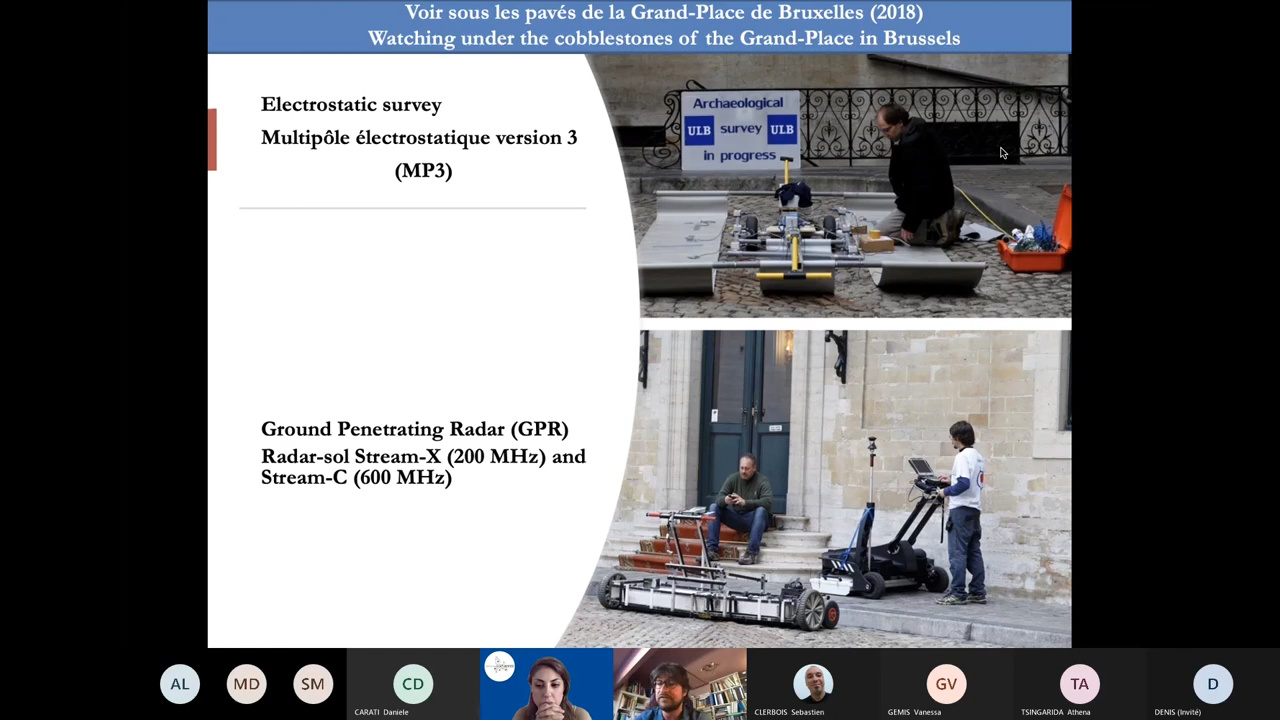 Voir sous les pavés de la Grand-Place de Bruxelles (2018)
Watching under the cobblestones of the Grand-Place in Brussels
Electrostatic survey
Multipôle électrostatique version 3
(MP3)
Archaeological
ULB survey ULB
in progress
Ground Penetrating Radar (GPR)
Radar-sol Stream-X (200 MHz) and
Stream-C (600 MHz)
AL
MD
SM
CD
CARATI Daniele
CLERBOIS Sebastien
GV
GEMIS Vanessa
TA
TSINGARIDA Athena
D
DENIS (Invité)